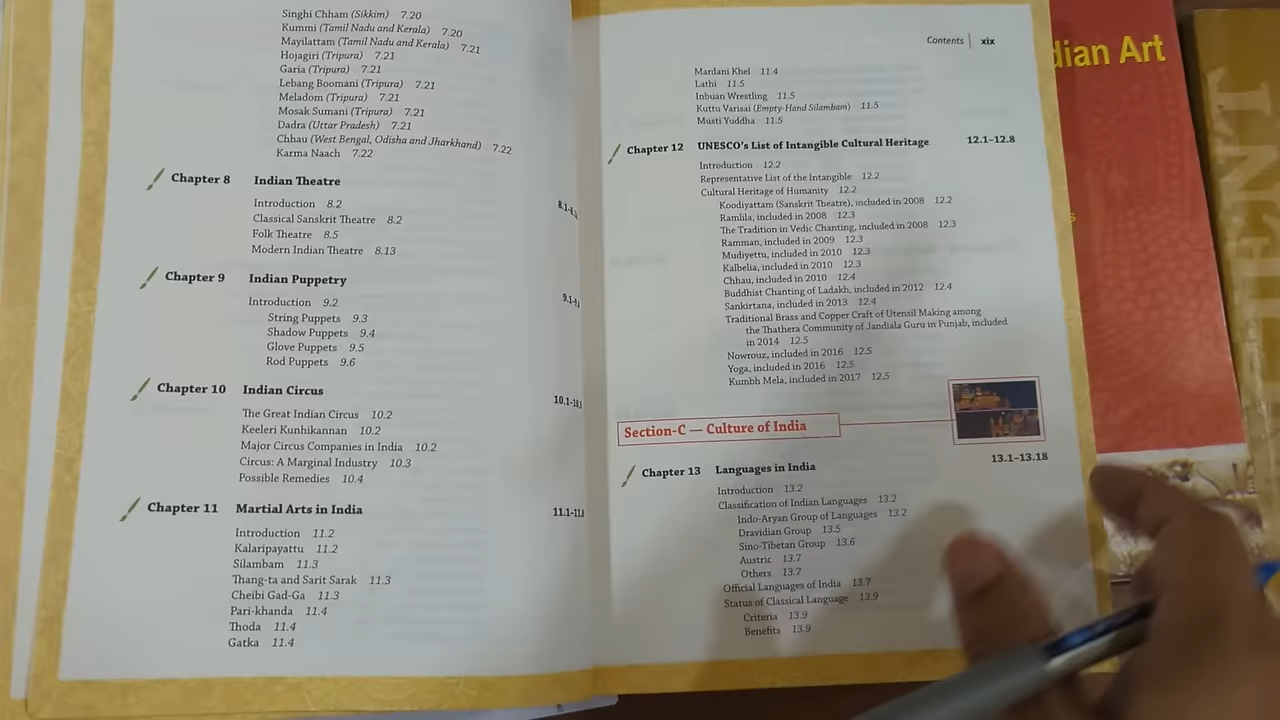 Singhi Chham (Sikkim) 7.20
Kummi (Tamil Nadu and Kerala) 7.20
Mayilattam (Tamil Nadu and Kerala) 7.21
Hojagiri (Tripura) 7.21
Garia (Tripura) 7.21
Lebang Boomani (Tripura) 7.21
Meladom (Tripura) 7.21
Mosak Sumani (Tripura) 7.21
Dadra (Uttar Pradesh) 7.21
Chhau (West Bengal, Odisha and Jharkhand) 7.22
Karma Naach 7.22
Chapter 8 Indian Theatre
Introduction 8.2
Classical Sanskrit Theatre 8.2
Folk Theatre 8.5
Modern Indian Theatre 8.13
Chapter 9 Indian Puppetry
Introduction 9.2
String Puppets 9.3
Shadow Puppets 9.4
Glove Puppets 9.5
Rod Puppets 9.6
Chapter 10 Indian Circus
The Great Indian Circus 10.2
Keeleri Kunhikannan 10.2
Major Circus Companies in India 10.2
Circus: A Marginal Industry 10.3
Possible Remedies 10.4
Chapter 11 Martial Arts in India
Introduction 11.2
Kalaripayattu 11.2
Silambam 11.3
Thang-ta and Sarit Sarak 11.3
Cheibi Gad-Ga 11.3
Pari-khanda 11.4
Thoda 11.4
Gatka 11.4
Contents | xix
Mardani Khel 11.4
Lathi 11.5
Inbuan Wrestling 11.5
Kuttu Varisai (Empty-Hand Silambam) 11.5
Musti Yuddha 11.5
Chapter 12 UNESCO's List of Intangible Cultural Heritage 12.1–12.8
Introduction 12.2
Representative List of the Intangible 12.2
Cultural Heritage of Humanity 12.2
Koodiyattam (Sanskrit Theatre), included in 2008 12.2
Ramlila, included in 2008 12.3
The Tradition in Vedic Chanting, included in 2008 12.3
Ramman, included in 2009 12.3
Mudiyettu, included in 2010 12.3
Kalbelia, included in 2010 12.3
Chhau, included in 2010 12.4
Buddhist Chanting of Ladakh, included in 2012 12.4
Sankirtana, included in 2013 12.4
Traditional Brass and Copper Craft of Utensil Making among
the Thathera Community of Jandiala Guru in Punjab, included
in 2014 12.5
Nowrouz, included in 2016 12.5
Yoga, included in 2016 12.5
Kumbh Mela, included in 2017 12.5
Section-C — Culture of India
Chapter 13 Languages in India 13.1–13.18
Introduction 13.2
Classification of Indian Languages 13.2
Indo-Aryan Group of Languages 13.2
Dravidian Group 13.5
Sino-Tibetan Group 13.6
Austric 13.7
Others 13.7
Official Languages of India 13.7
Status of Classical Language 13.9
Criteria 13.9
Benefits 13.9
dian Art